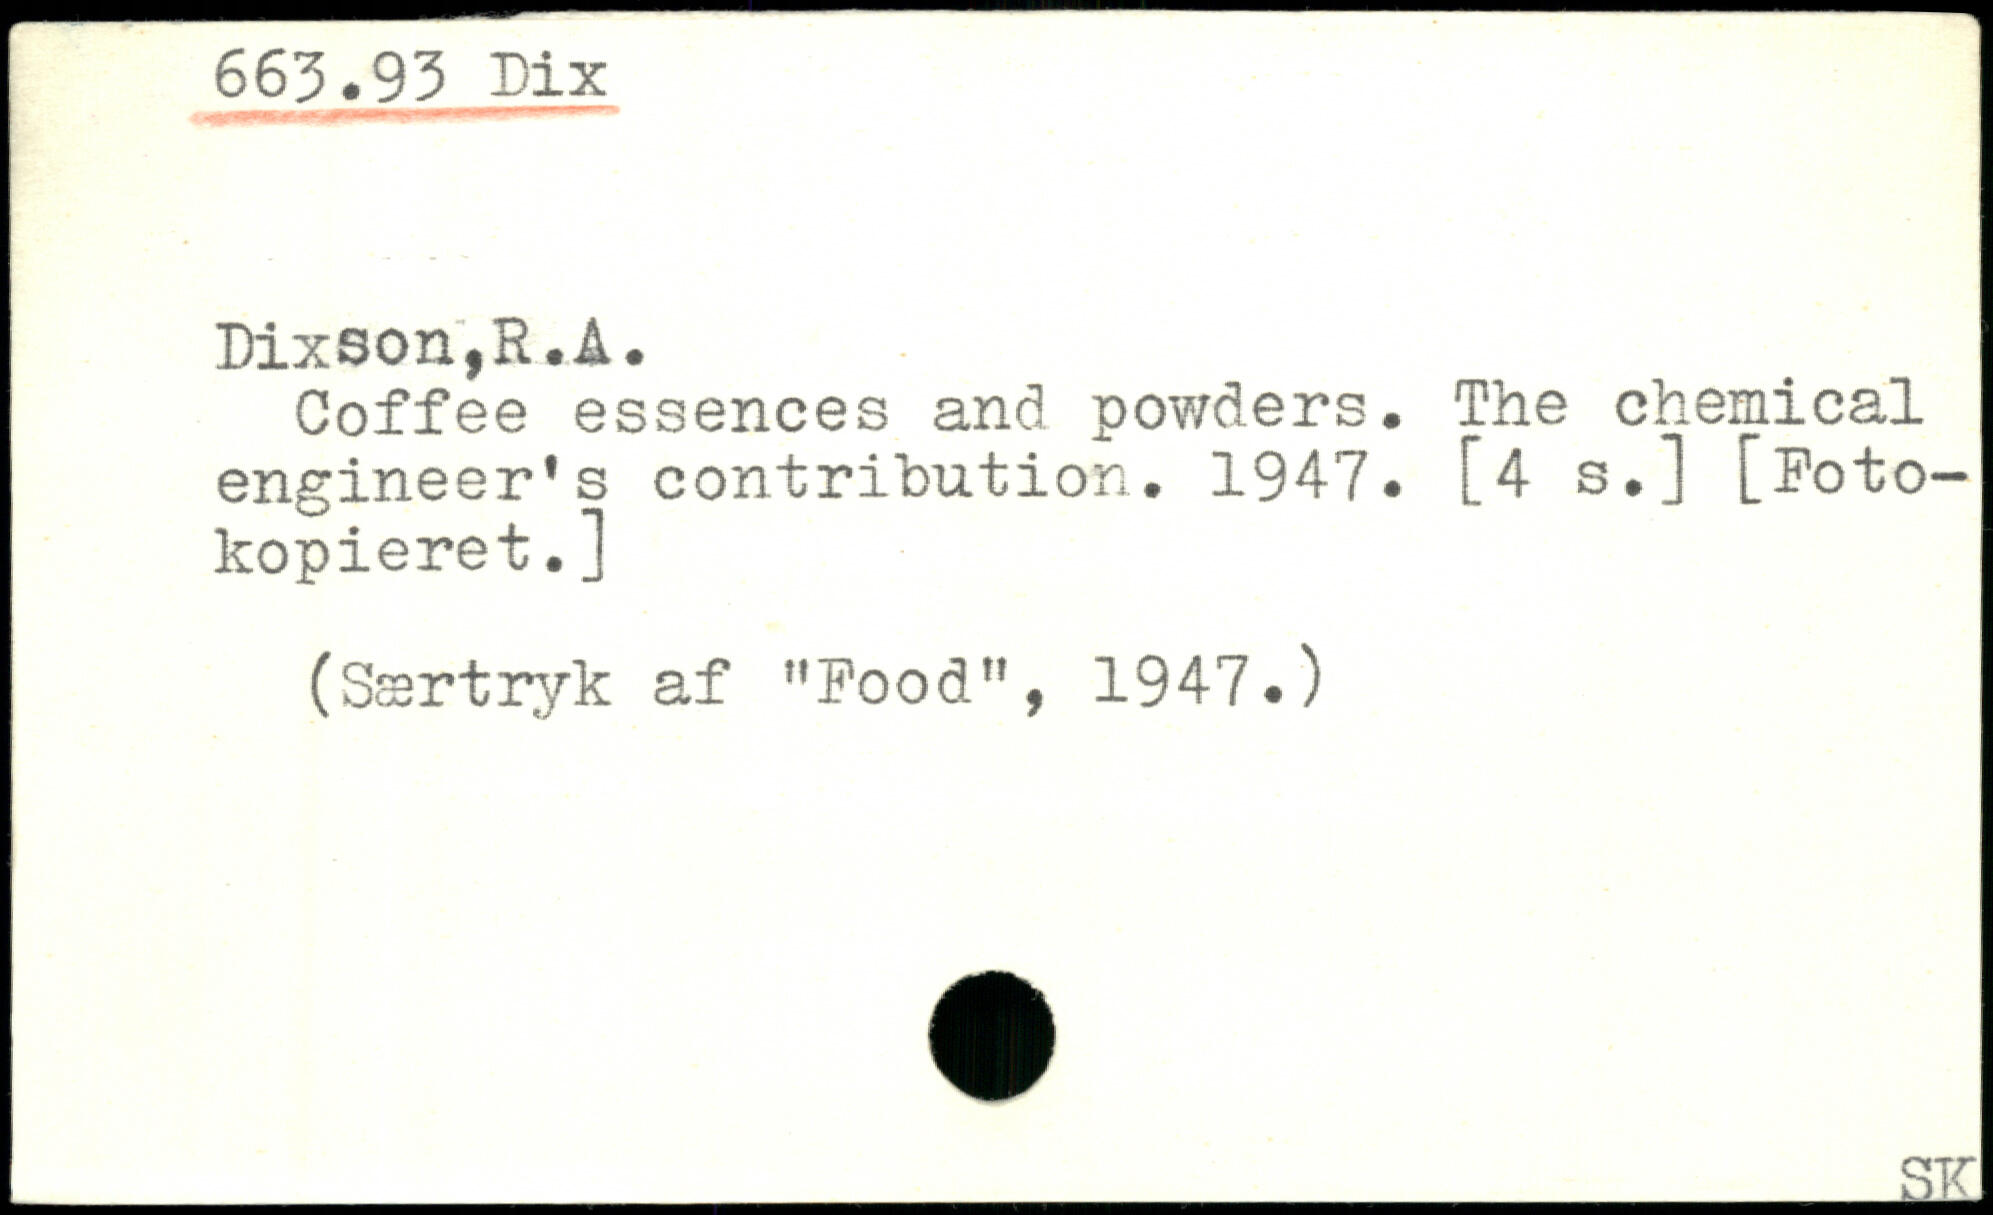 663.93 Dix
Dixson,R.A.
Coffee essences and powders. The chemical
engineer's contribution. 1947. [4 s.] [Foto-
kopieret.]
(Særtryk af "Food", 1947.)
SK